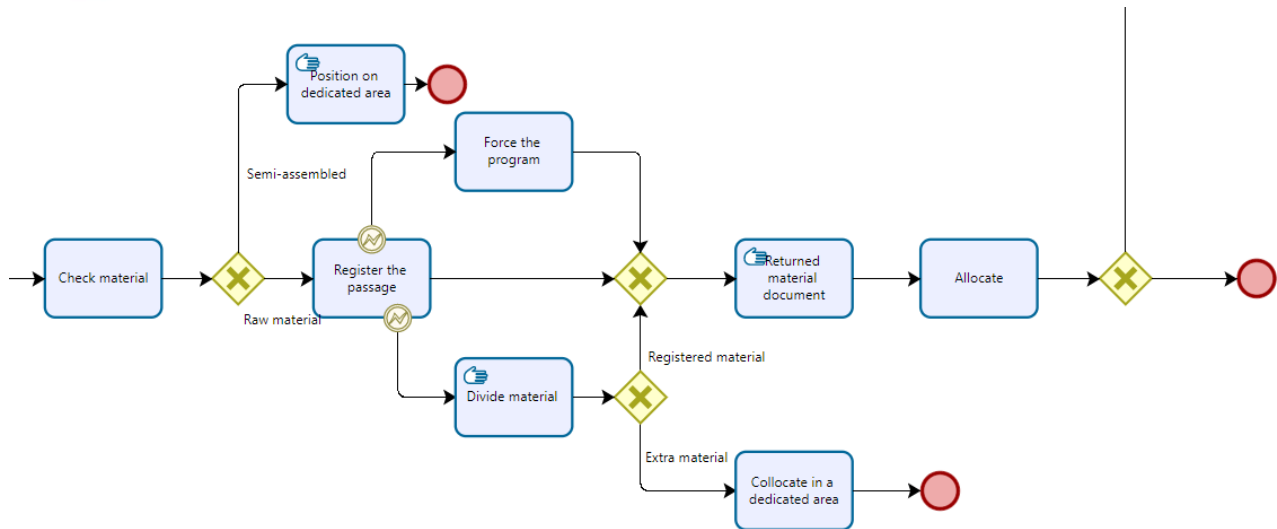 Position on
dedicated area
Force the
program
Semi-assembled
Check material
Register the
passage
Returned
material
document
Allocate
Raw material
Registered material
Divide material
Extra material
Collocate in a
dedicated area